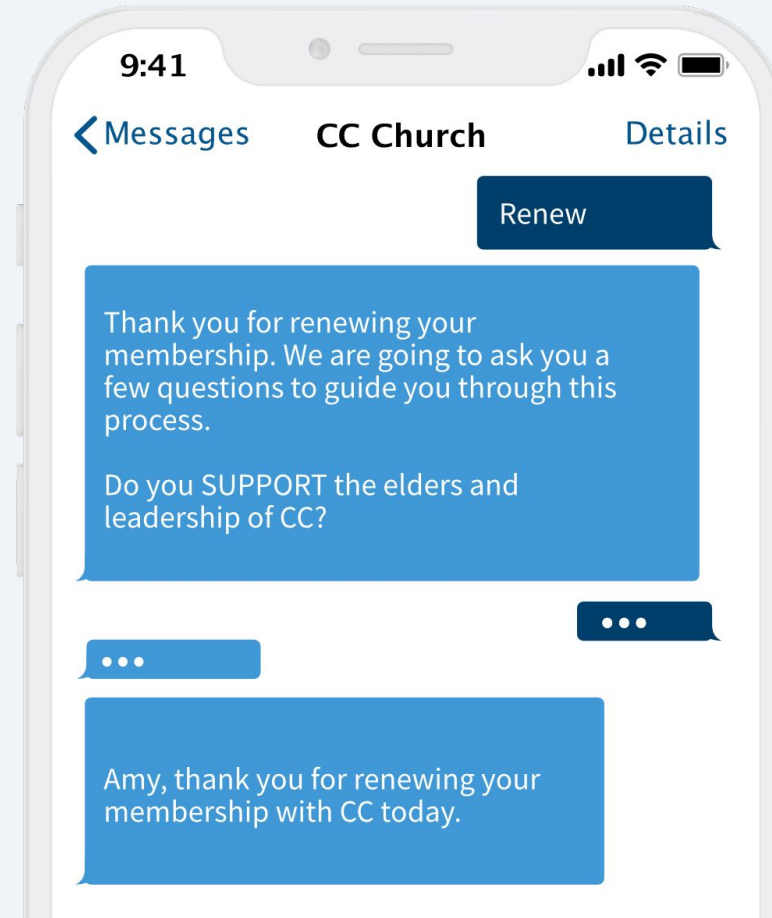 9:41
Messages CC Church Details
Renew
Thank you for renewing your
membership. We are going to ask you a
few questions to guide you through this
process.
Do you SUPPORT the elders and
leadership of CC?
•••
•••
Amy, thank you for renewing your
membership with CC today.